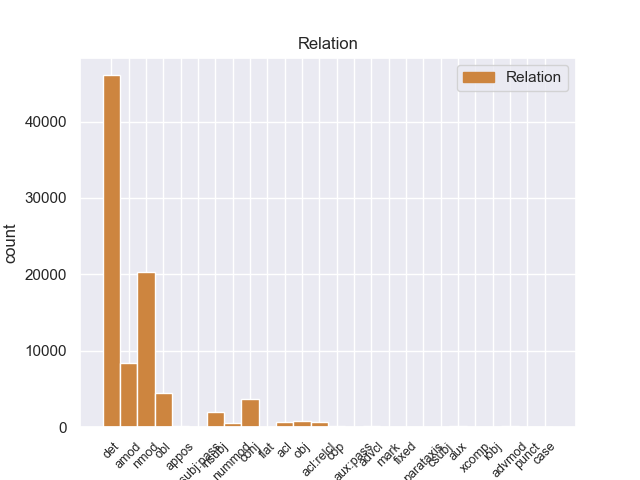 Relation
Relation
count
40000
30000
20000
10000
0
det
amod
nmod
obl
appos
nsubj
nummod
conj
flat
acl
obj
acl:relcl
cop
aux:pass
advcl
mark
fixed
parataxis
csubj
aux
xcomp
iobj
advmod
punct
case